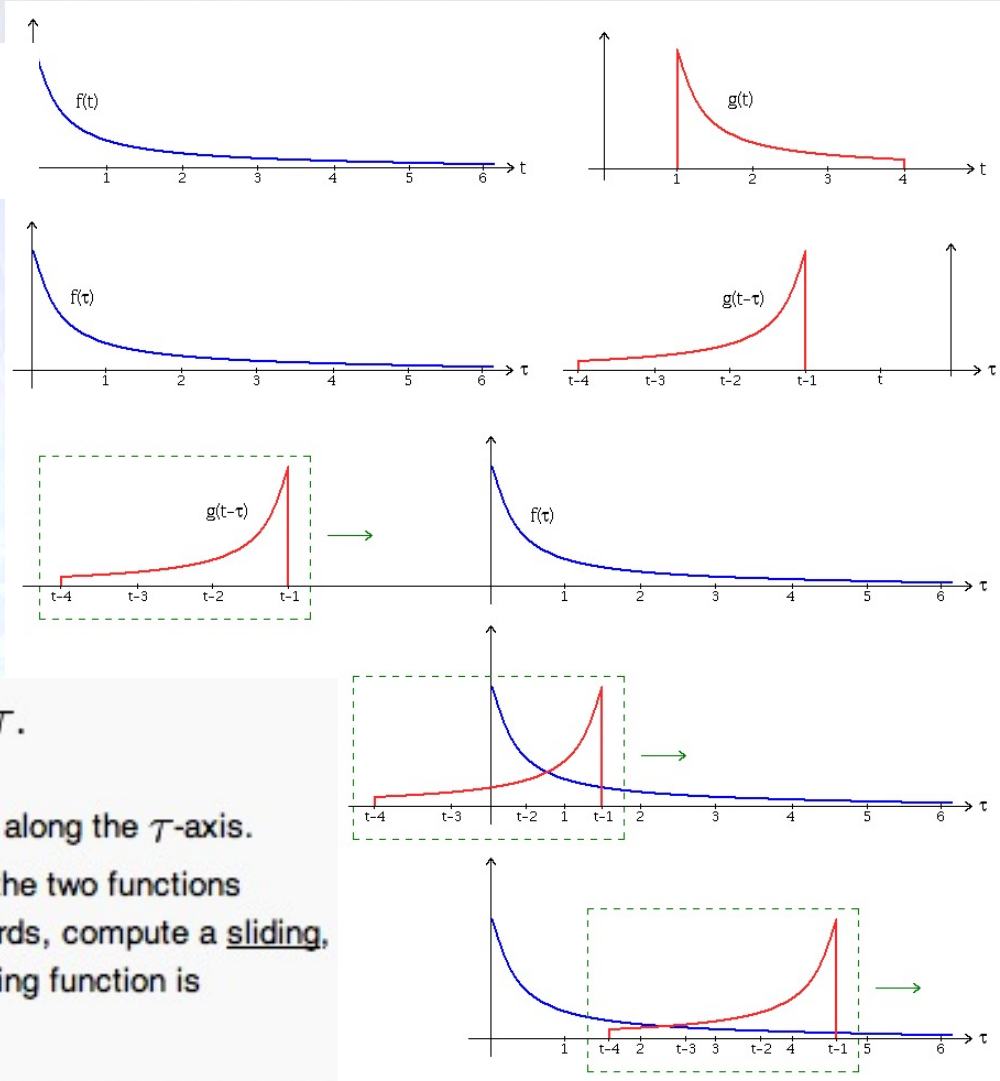 f(t)
t
1 2 3 4 5 6
g(t)
t
1 2 3 4
f(τ)
τ
1 2 3 4 5 6
g(t-τ)
τ
t-4 t-3 t-2 t-1 t
g(t-τ)
f(τ)
τ
t-4 t-3 t-2 t-1 1 2 3 4 5 6
τ
t-4 t-3 t-2 1 t-1 2 3 4 5 6
τ.
along the τ-axis.
the two functions
rds, compute a sliding,
ing function is
τ
1 t-4 2 t-3 3 t-2 4 t-1 5 6